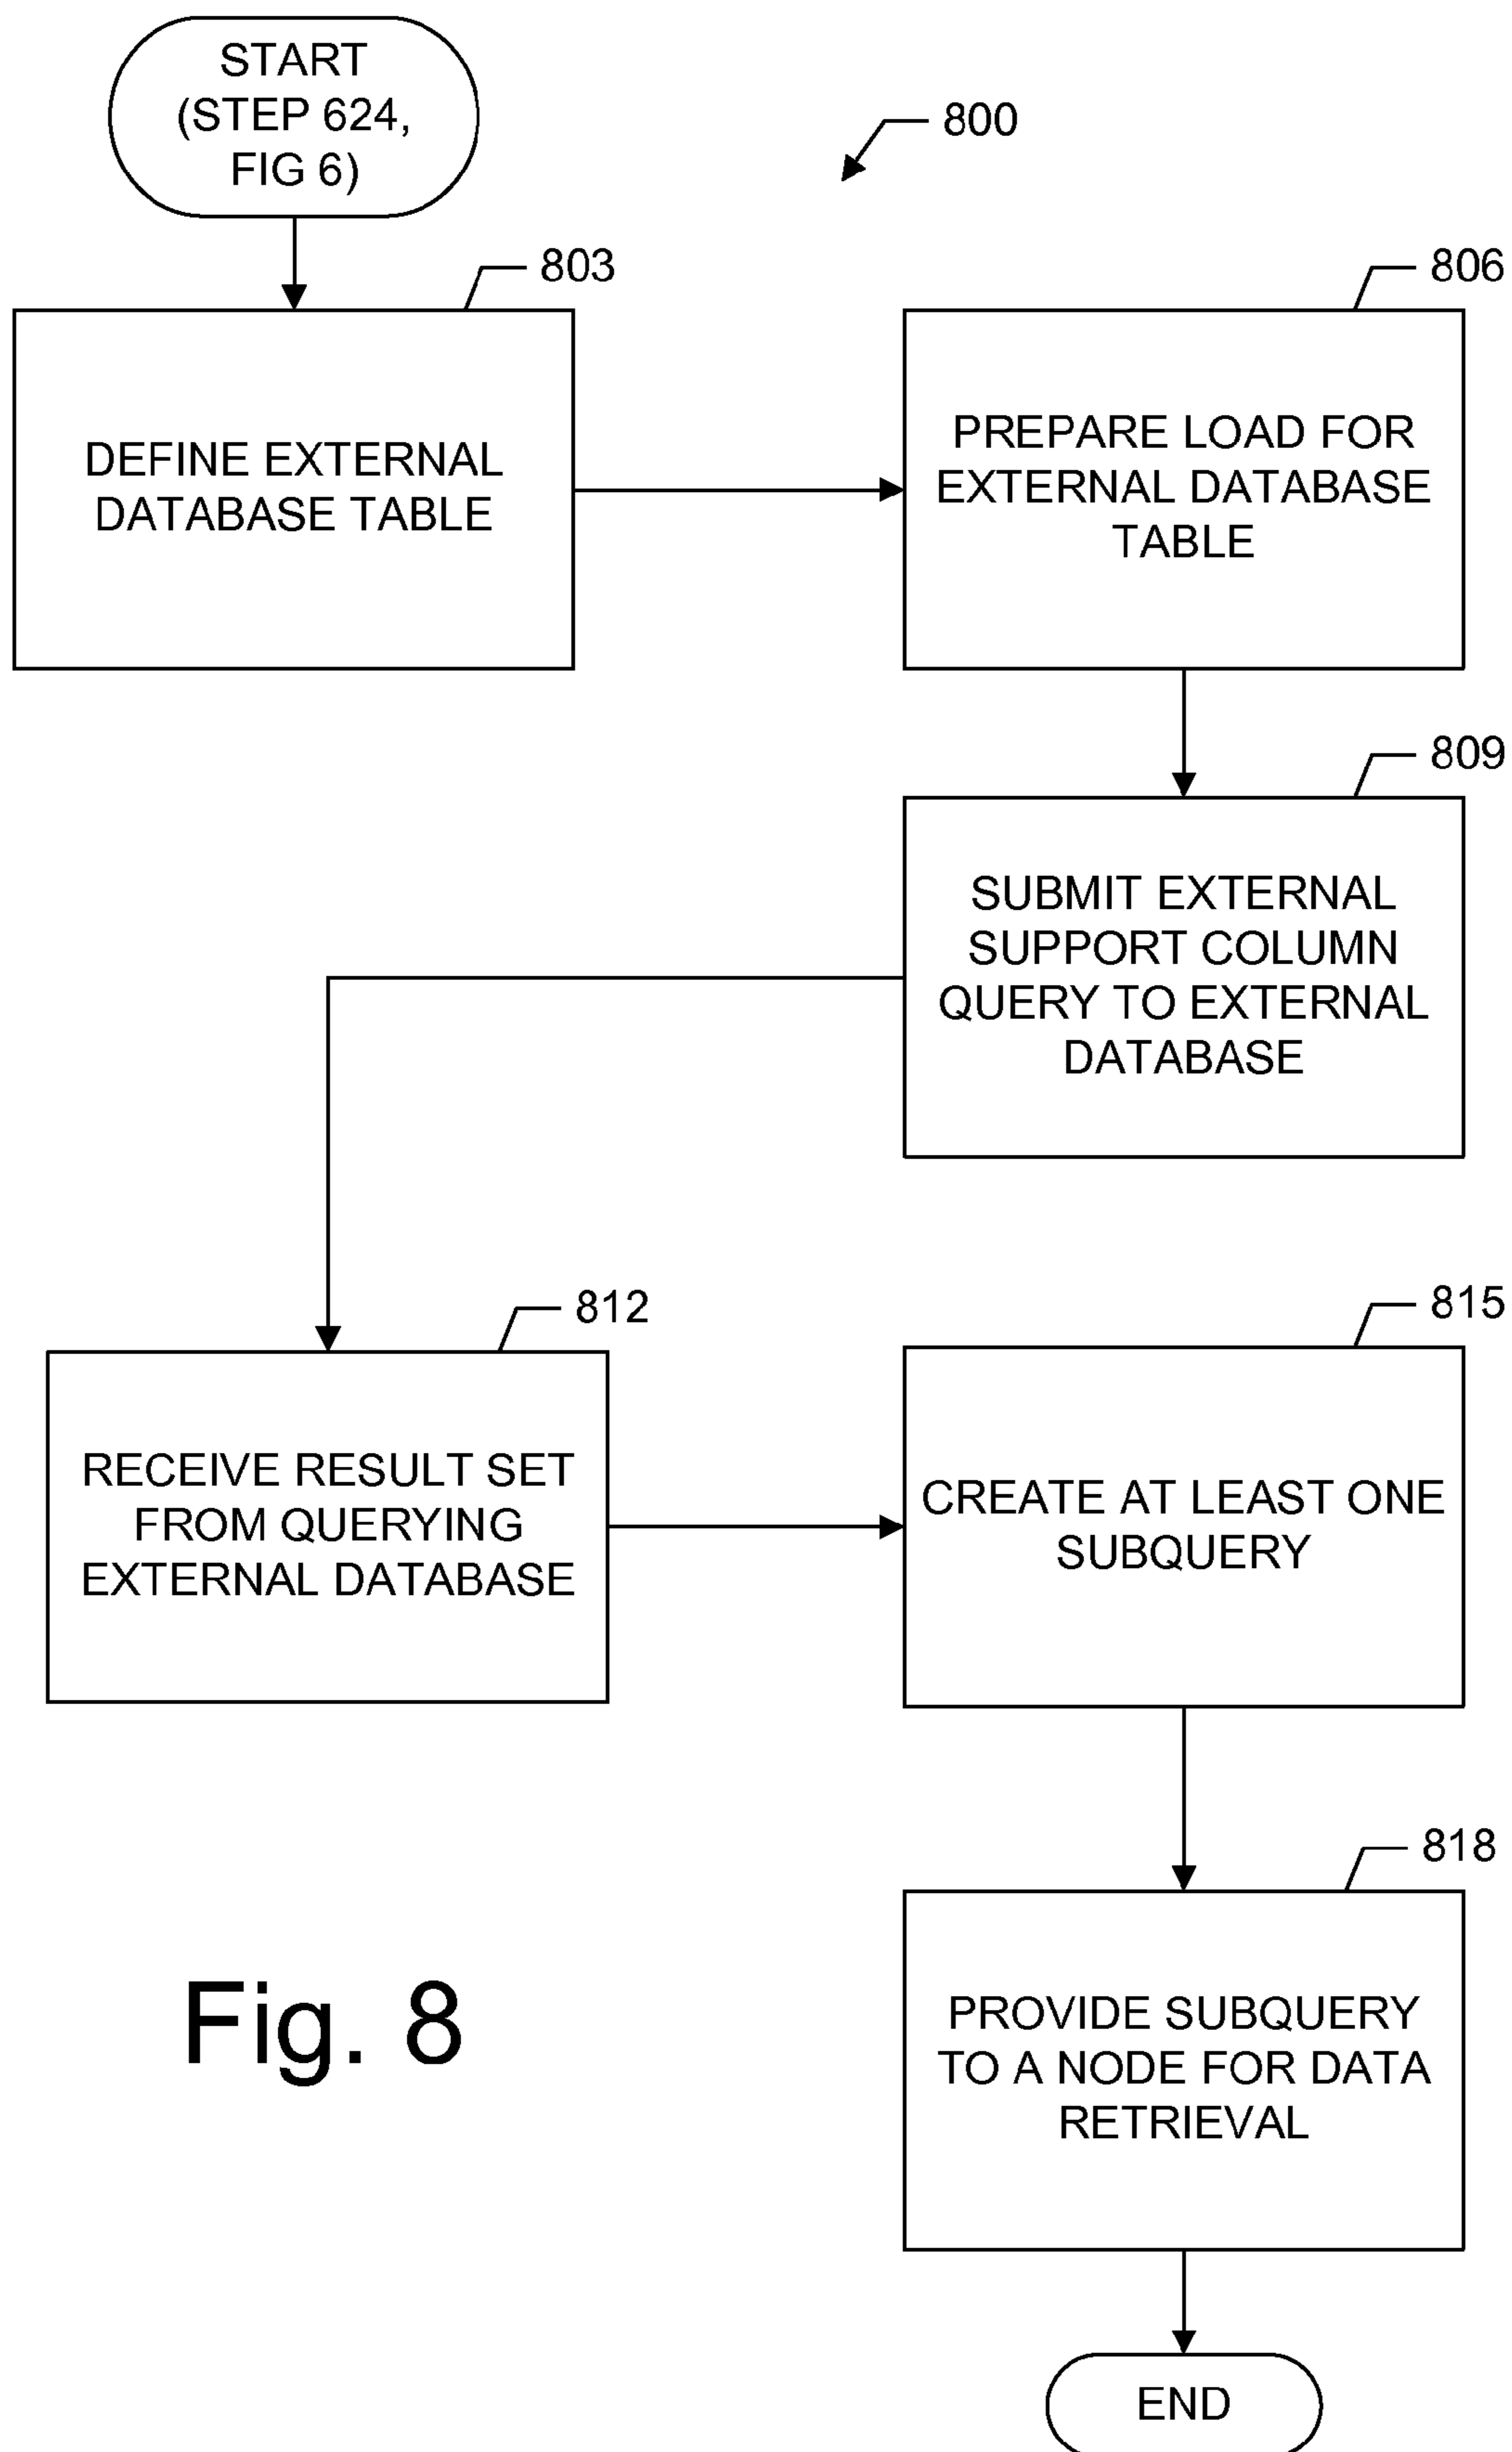 START
(STEP 624,
FIG 6)
800
803
DEFINE EXTERNAL
DATABASE TABLE
806
PREPARE LOAD FOR
EXTERNAL DATABASE
TABLE
809
SUBMIT EXTERNAL
SUPPORT COLUMN
QUERY TO EXTERNAL
DATABASE
812
RECEIVE RESULT SET
FROM QUERYING
EXTERNAL DATABASE
815
CREATE AT LEAST ONE
SUBQUERY
818
PROVIDE SUBQUERY
TO A NODE FOR DATA
RETRIEVAL
END
Fig. 8